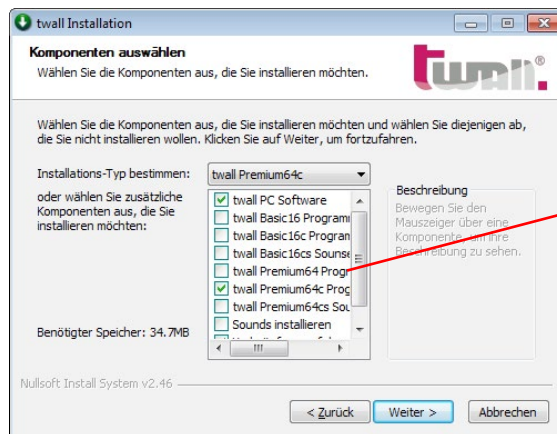 twall Installation
Komponenten auswählen
Wählen Sie die Komponenten aus, die Sie installieren möchten.
twall.®
Wählen Sie die Komponenten aus, die Sie installieren möchten und wählen Sie diejenigen ab,
die Sie nicht installieren wollen. Klicken Sie auf Weiter, um fortzufahren.
Installations-Typ bestimmen:
twall Premium64c
oder wählen Sie zusätzliche
Komponenten aus, die Sie
installieren möchten:
twall PC Software
twall Basic16 Programm
twall Basic16c Program
twall Basic16cs Sounse
twall Premium64 Progr
twall Premium64c Prog
twall Premium64cs Sou
Sounds installieren
Beschreibung
Bewegen Sie den
Mauszeiger über eine
Komponente, um ihre
Beschreibung zu sehen.
Benötigter Speicher: 34.7MB
Nullsoft Install System v2.46
< Zurück
Weiter >
Abbrechen